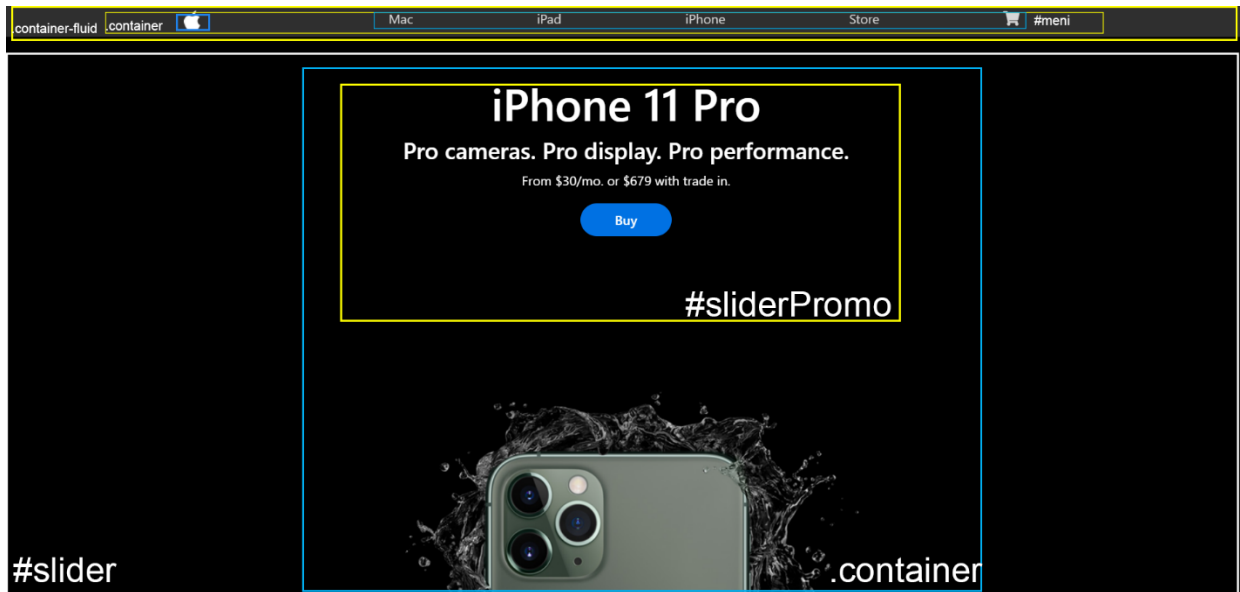 .container-fluid .container Mac iPad iPhone Store #meni
iPhone 11 Pro
Pro cameras. Pro display. Pro performance.
From $30/mo. or $679 with trade in.
Buy
#sliderPromo
#slider .container